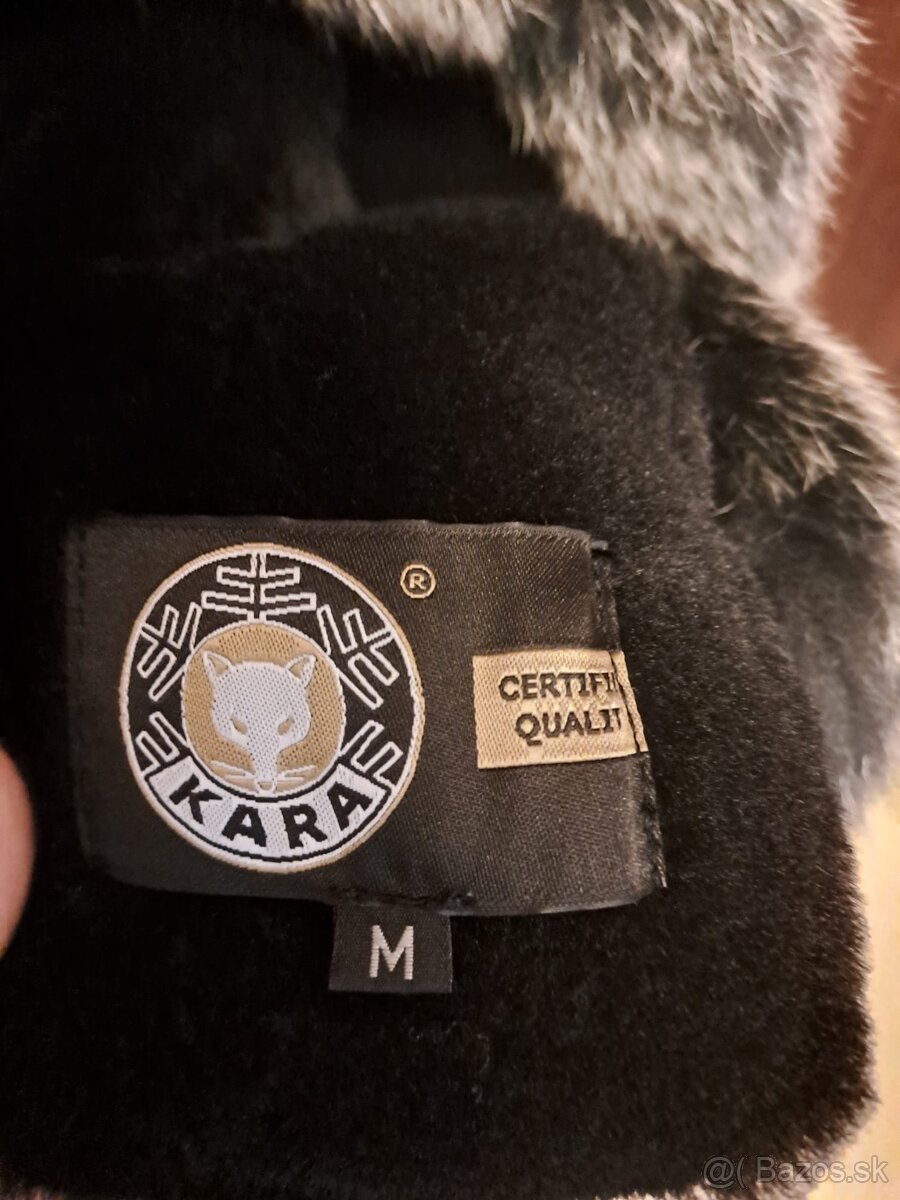 ®
CERTIFI
QUALIT
KARA
M
@( Bazos.sk